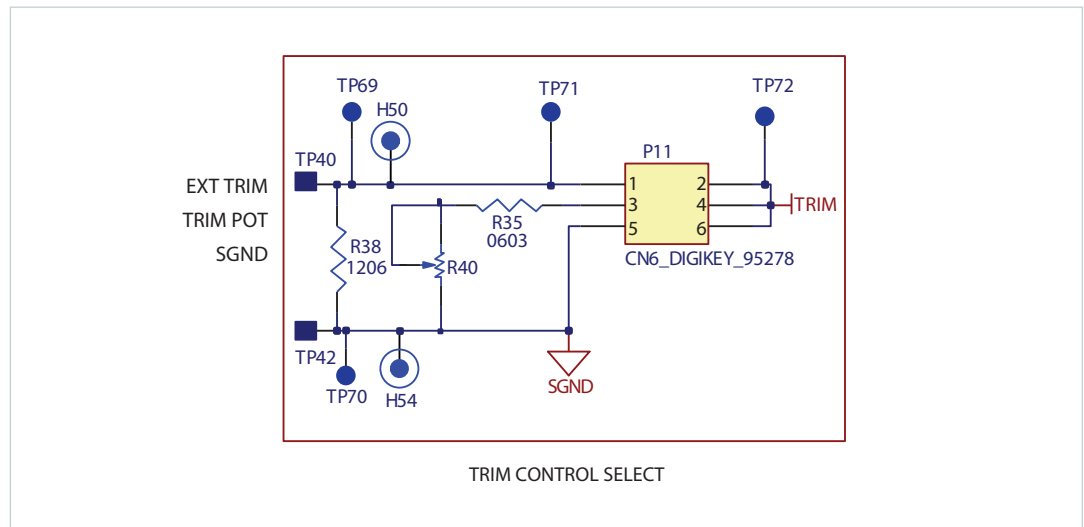 TP69
H50
TP71
TP72
TP40
P11
EXT TRIM
TRIM POT
SGND
R38
1206
R35
0603
R40
1
2
3
4
5
6
TRIM
CN6_DIGIKEY_95278
TP42
TP70
H54
SGND
TRIM CONTROL SELECT